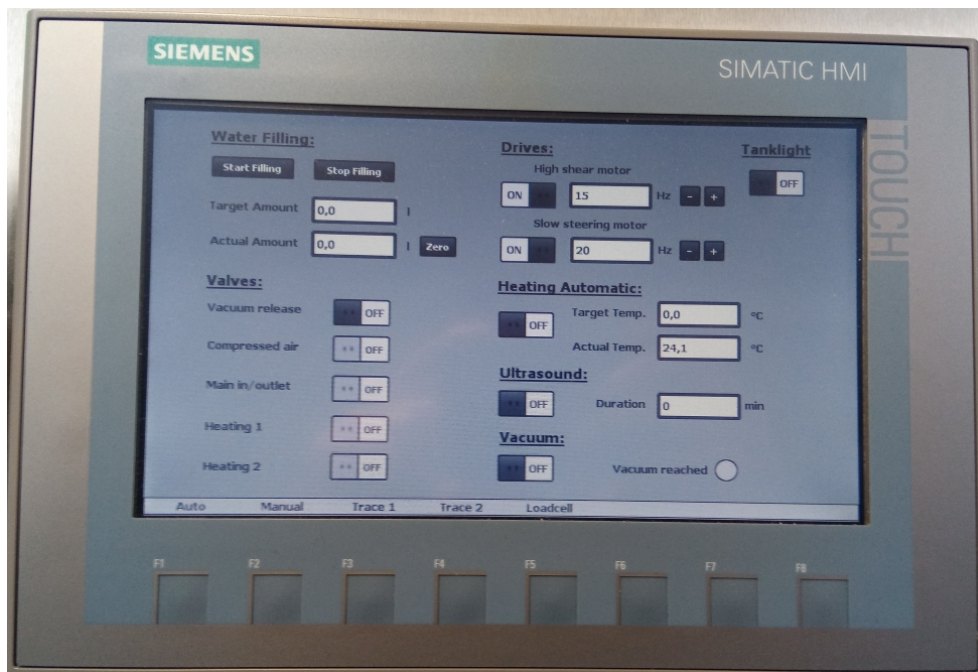 SIEMENS
SIMATIC HMI
TOUCH
Water Filling:
Start Filling
Stop Filling
Target Amount 0,0 l
Actual Amount 0,0 l Zero
Valves:
Vacuum release OFF
Compressed air OFF
Main in/outlet OFF
Heating 1 OFF
Heating 2 OFF
Drives:
High shear motor
ON 15 Hz - +
Slow steering motor
ON 20 Hz - +
Tanklight
OFF
Heating Automatic:
OFF Target Temp. 0,0 °C
Actual Temp. 24,1 °C
Ultrasound:
OFF Duration 0 min
Vacuum:
OFF Vacuum reached
Auto Manual Trace 1 Trace 2 Loadcell
F1 F2 F3 F4 F5 F6 F7 F8